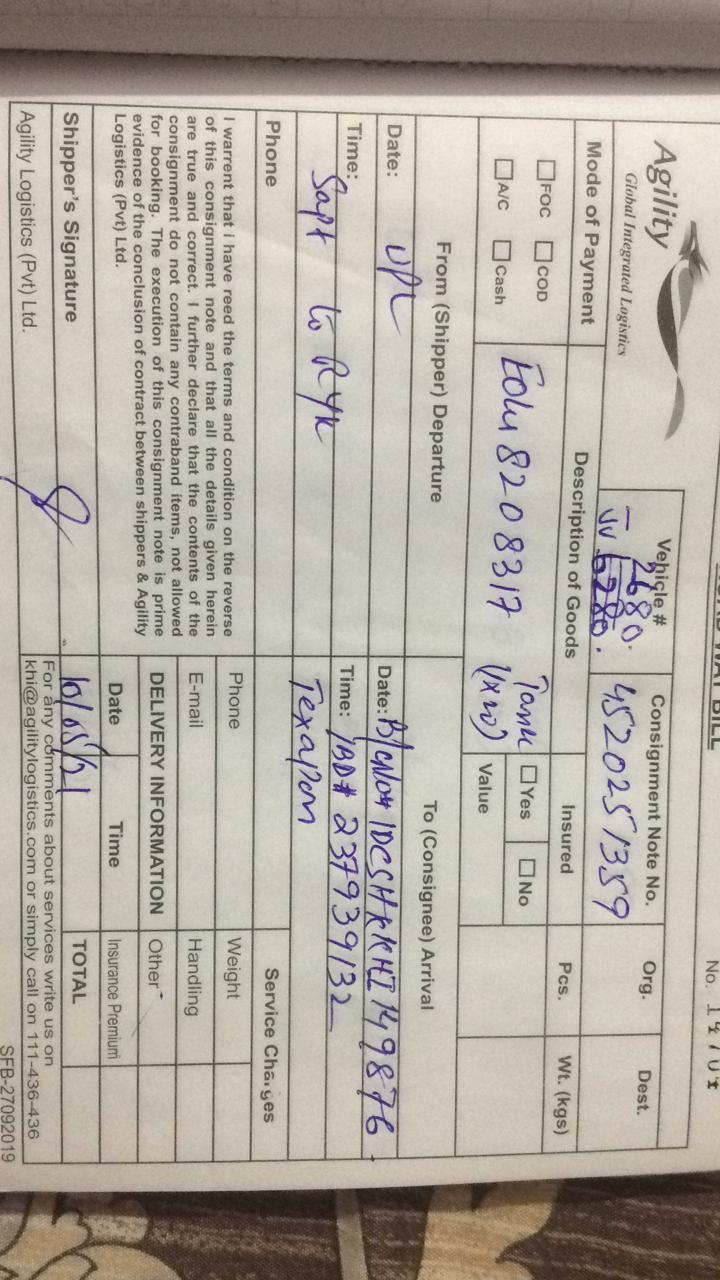 ROAD WAY BILL
No. 14704
Agility
Global Integrated Logistics
Vehicle #
2680.
JU 6280.
Consignment Note No.
4520251359
Org.
Dest.
Mode of Payment
Description of Goods
Insured
Pcs.
Wt. (kgs)
FOC COD
A/C Cash
8208317
Tank
(1x20)
Yes No
Value
From (Shipper) Departure
To (Consignee) Arrival
Date: UPL
Date: B/L No# IDCSHKKHI149876
Time:
Time: IBD# 237939132
Sapt to RYK
Texapon
Phone
Service Charges
I warrent that i have reed the terms and condition on the reverse
of this consignment note and that all the details given herein
are true and correct. I further declare that the contents of the
consignment do not contain any contraband items, not allowed
for booking. The execution of this consignment note is prime
evidence of the conclusion of contract between shippers & Agility
Logistics (Pvt) Ltd.
Phone
Weight
E-mail
Handling
DELIVERY INFORMATION
Other
Date Time
Insurance Premium
Shipper's Signature
10/05/21
TOTAL
Agility Logistics (Pvt) Ltd.
For any comments about services write us on
khi@agilitylogistics.com or simply call on 111-436-436
SFB-27092019